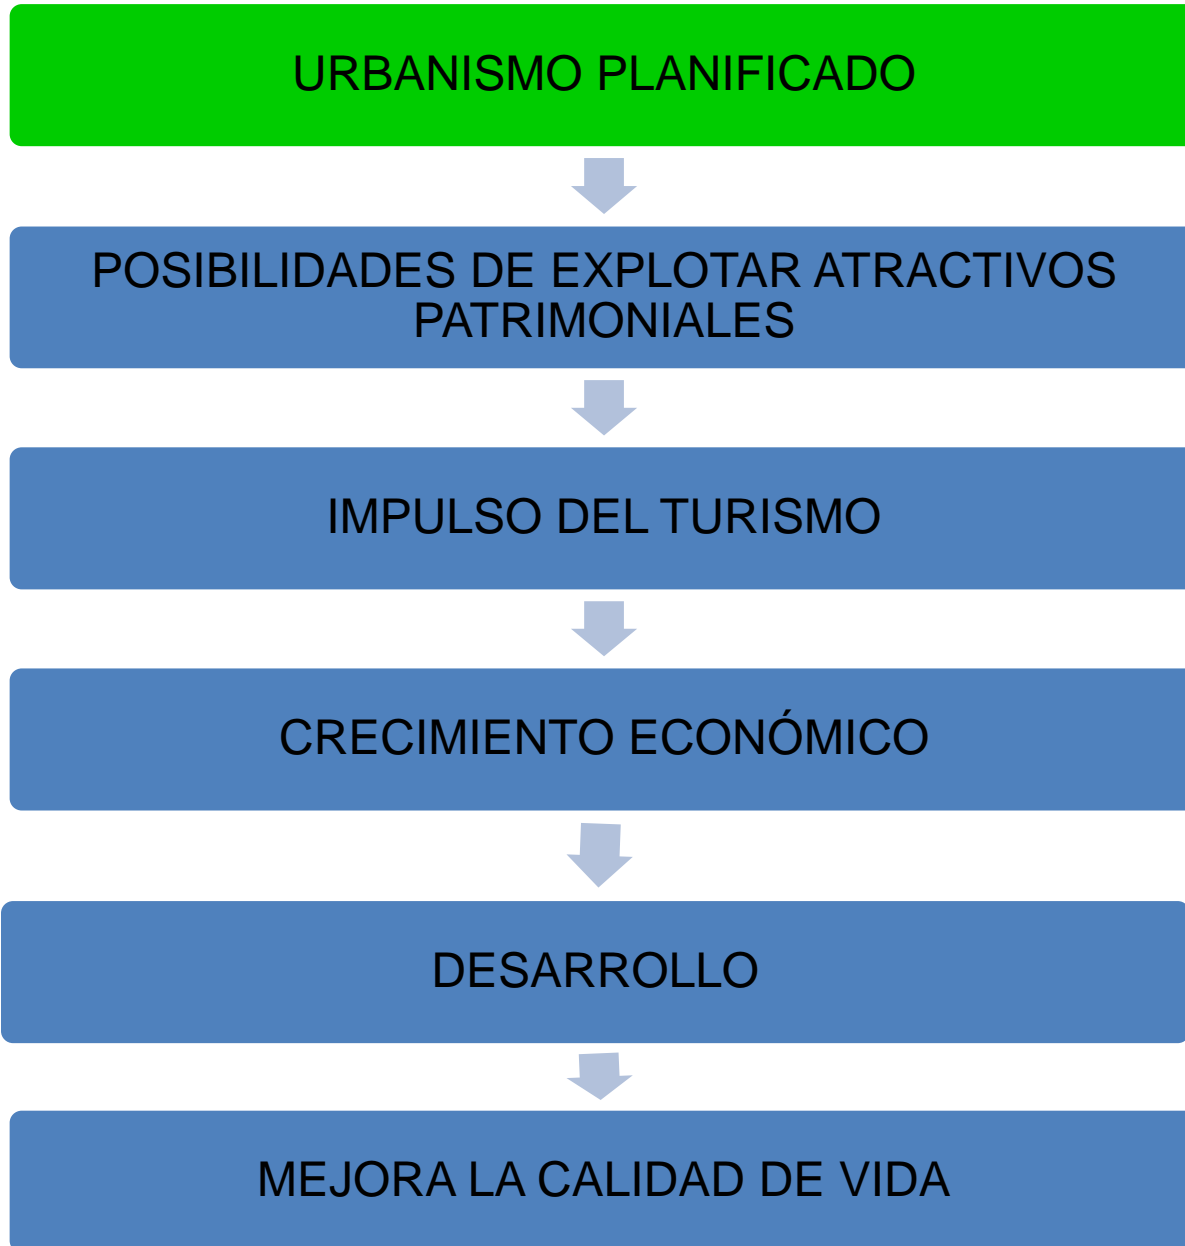 URBANISMO PLANIFICADO
POSIBILIDADES DE EXPLOTAR ATRACTIVOS
PATRIMONIALES
IMPULSO DEL TURISMO
CRECIMIENTO ECONÓMICO
DESARROLLO
MEJORA LA CALIDAD DE VIDA